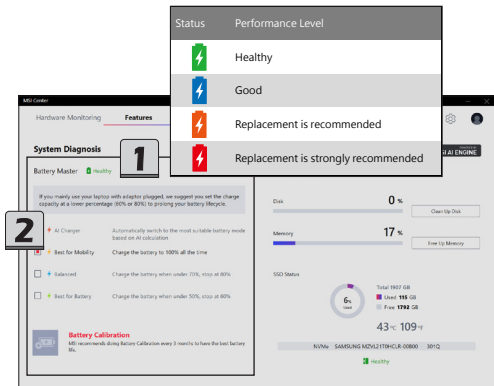 Status Performance Level
Healthy
Good
Replacement is recommended
Replacement is strongly recommended
MSI Center
Hardware Monitoring Features
System Diagnosis
AI ENGINE
1
Battery Master Healthy
If you mainly use your laptop with adapter plugged, we suggest you set the charge
capacity at a lower percentage (60% or 80%) to prolong your battery lifecycle.
2
AI Charger Automatically switch to the most suitable battery mode
based on AI calculation
Best for Mobility Charge the battery to 100% all the time
Balanced Charge the battery when under 70%, stop at 80%
Best for Battery Charge the battery when under 50%, stop at 60%
Battery Calibration
MSI recommends doing Battery Calibration every 3 months to have the best battery
life.
Disk 0 %
Clean Up Disk
Memory 17 %
Free Up Memory
SSD Status
6%
Used
Total 1907 GB
Used 115 GB
Free 1792 GB
43 °C 109 °F
NVMe SAMSUNG MZVL21T0HCLR-00B00 301Q
Healthy